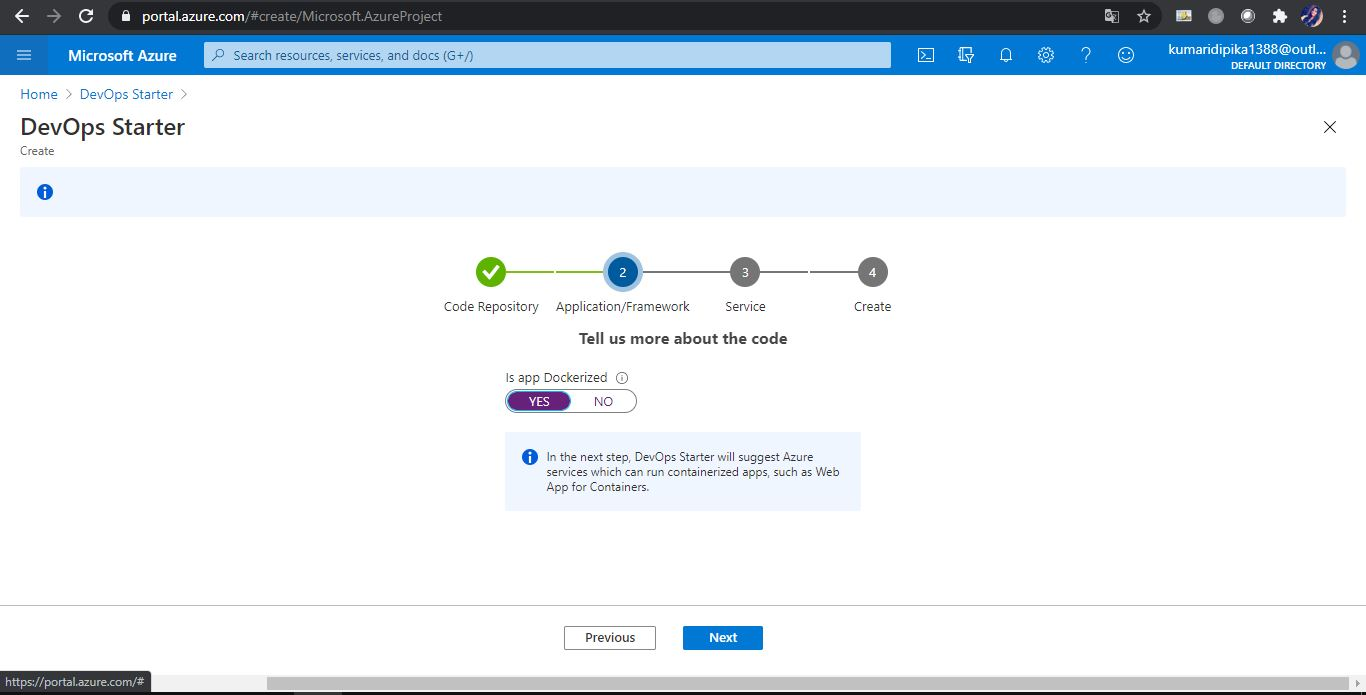 portal.azure.com/#create/Microsoft.AzureProject
Microsoft Azure
Search resources, services, and docs (G+/)
kumaridipika1388@outl...
DEFAULT DIRECTORY
Home > DevOps Starter >
DevOps Starter
Create
2
3
4
Code Repository
Application/Framework
Service
Create
Tell us more about the code
Is app Dockerized
YES
NO
In the next step, DevOps Starter will suggest Azure
services which can run containerized apps, such as Web
App for Containers.
Previous
Next
https://portal.azure.com/#